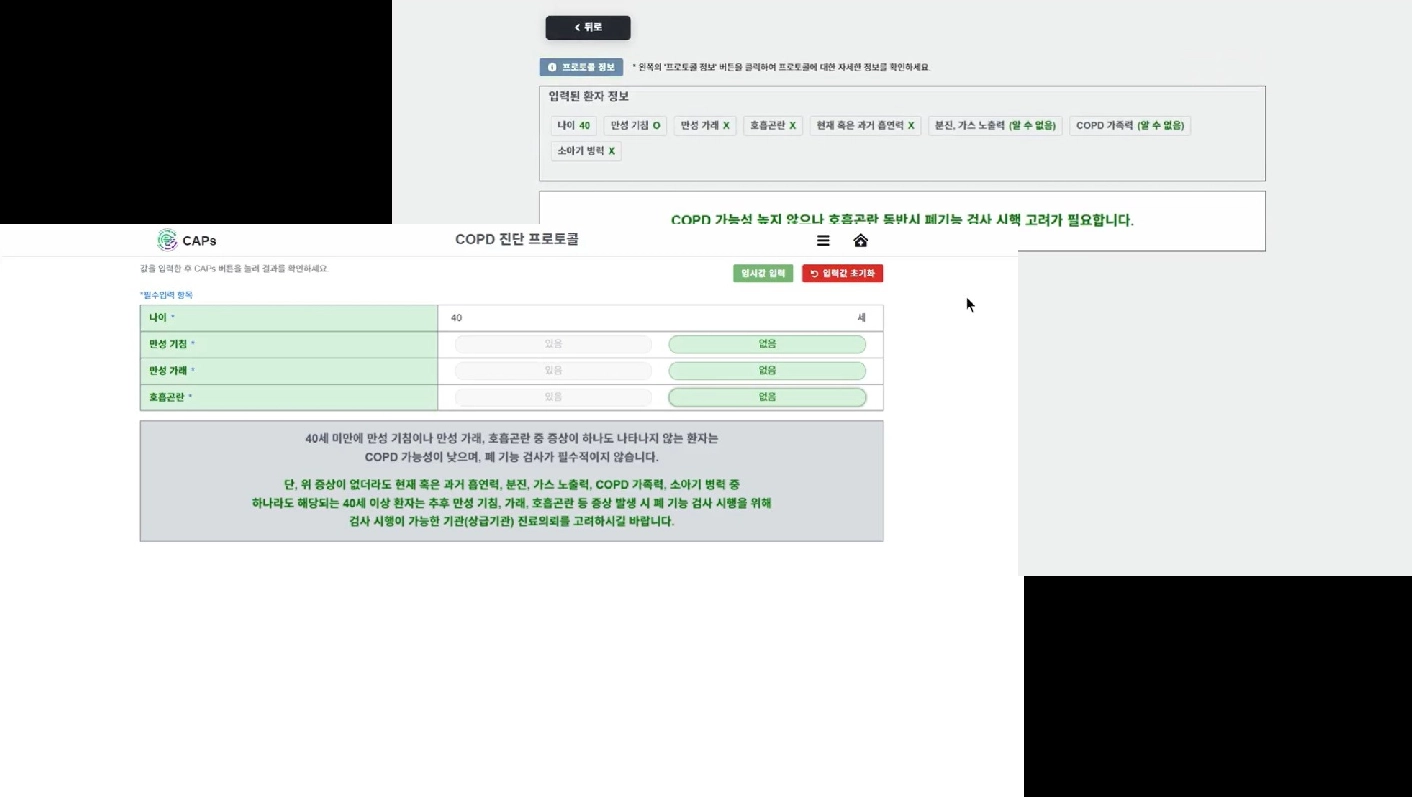 뒤로
프로토콜 정보 * 왼쪽의 '프로토콜 정보' 버튼을 클릭하여 프로토콜에 대한 자세한 정보를 확인하세요.
입력된 환자 정보
나이 40 만성 기침 O 만성 가래 X 호흡곤란 X 현재 혹은 과거 흡연력 X 분진, 가스 노출력 (알 수 없음) COPD 가족력 (알 수 없음)
소아기 병력 X
COPD 가능성 높지 않으나 호흡곤란 동반시 폐기능 검사 시행 고려가 필요합니다.
CAPs COPD 진단 프로토콜
값을 입력한 후 CAPs 버튼을 눌러 결과를 확인하세요. 임시값 입력 입력값 초기화
*필수입력 항목
나이 * 40 세
만성 기침 * 있음 없음
만성 가래 * 있음 없음
호흡곤란 * 있음 없음
40세 미만에 만성 기침이나 만성 가래, 호흡곤란 중 증상이 하나도 나타나지 않는 환자는
COPD 가능성이 낮으며, 폐 기능 검사가 필수적이지 않습니다.
단, 위 증상이 없더라도 현재 혹은 과거 흡연력, 분진, 가스 노출력, COPD 가족력, 소아기 병력 중
하나라도 해당되는 40세 이상 환자는 추후 만성 기침, 가래, 호흡곤란 등 증상 발생 시 폐 기능 검사 시행을 위해
검사 시행이 가능한 기관(상급기관) 진료의뢰를 고려하시길 바랍니다.